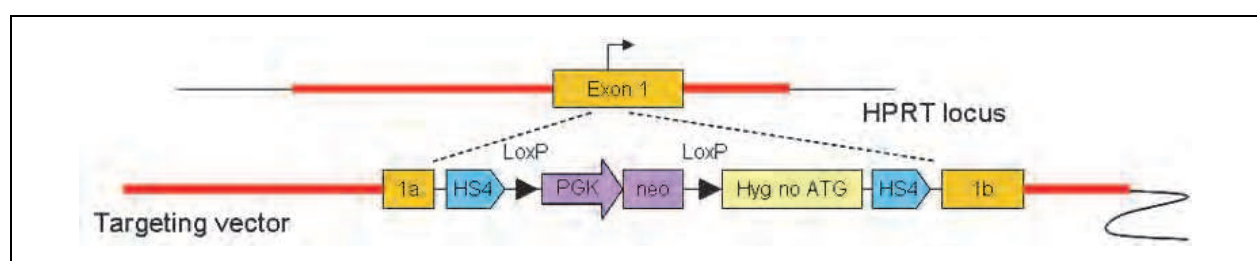 Exon 1
HPRT locus
LoxP LoxP
1a HS4 PGK neo Hyg no ATG HS4 1b
Targeting vector